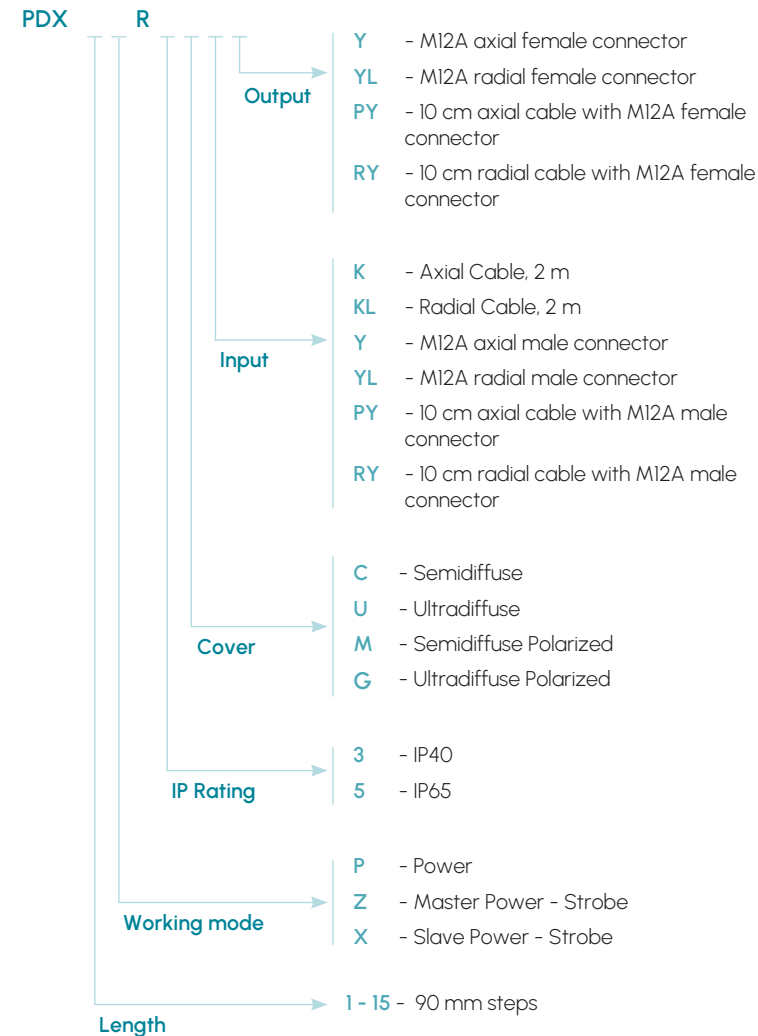 PDX R
Output
Y - M12A axial female connector
YL - M12A radial female connector
PY - 10 cm axial cable with M12A female
connector
RY - 10 cm radial cable with M12A female
connector
Input
K - Axial Cable, 2 m
KL - Radial Cable, 2 m
Y - M12A axial male connector
YL - M12A radial male connector
PY - 10 cm axial cable with M12A male
connector
RY - 10 cm radial cable with M12A male
connector
Cover
C - Semidiffuse
U - Ultradiffuse
M - Semidiffuse Polarized
G - Ultradiffuse Polarized
IP Rating
3 - IP40
5 - IP65
Working mode
P - Power
Z - Master Power - Strobe
X - Slave Power - Strobe
Length
1 - 15 - 90 mm steps